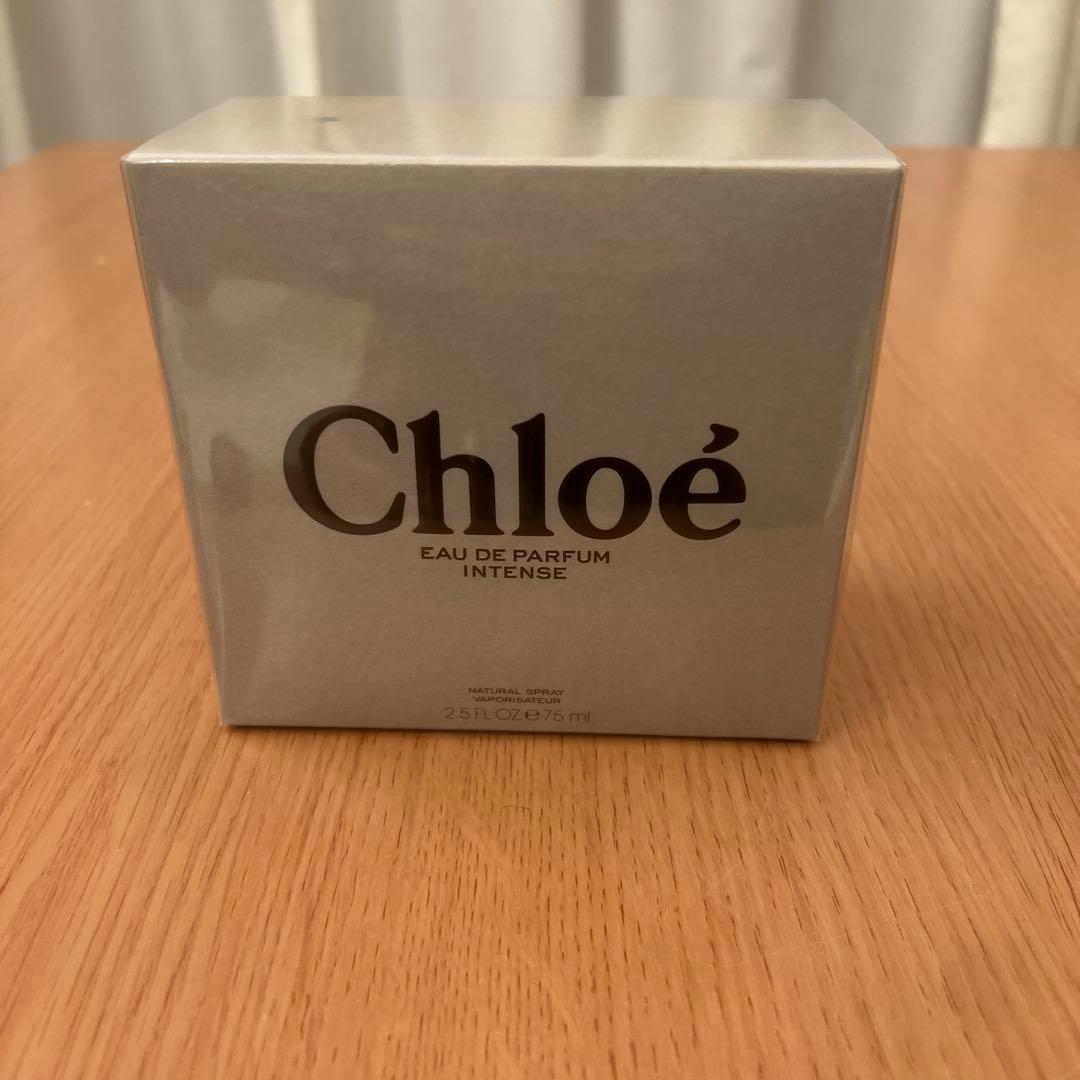 Chloé
EAU DE PARFUM
INTENSE
NATURAL SPRAY
VAPORISATEUR
2.5 FL OZ ℮ 75 ml